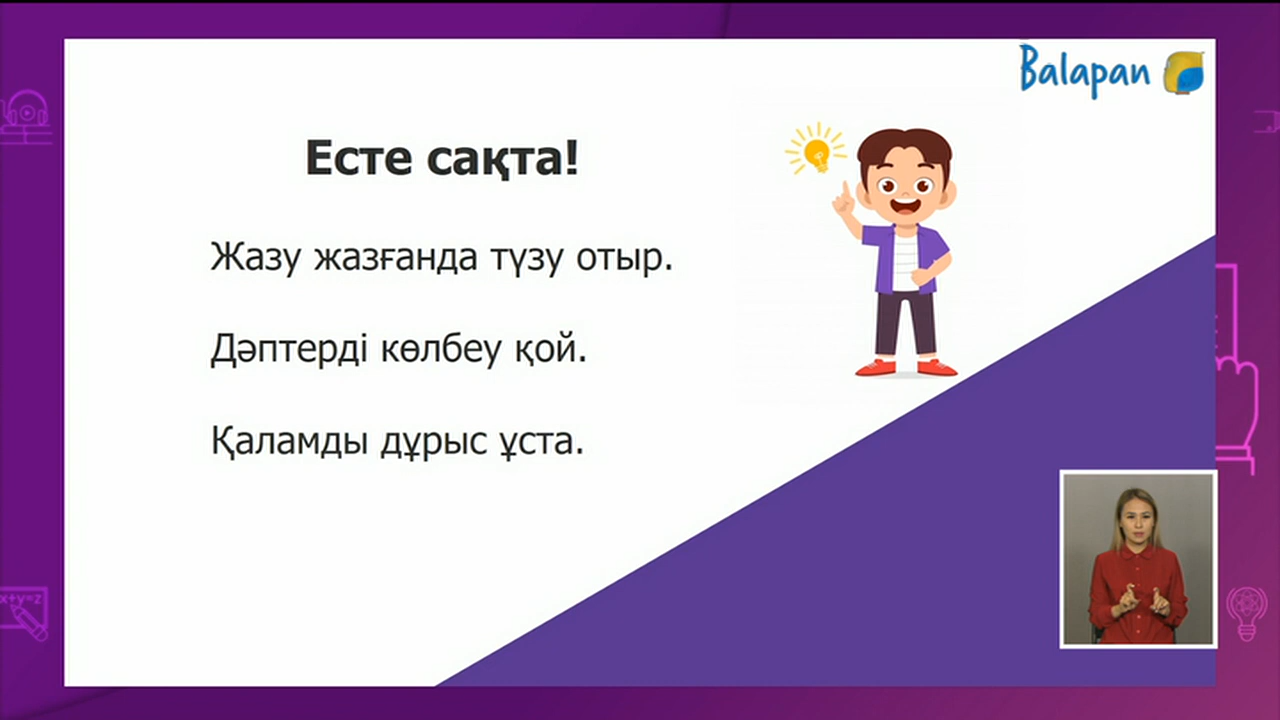 Balapan
Есте сақта!
Жазу жазғанда түзу отыр.
Дәптерді көлбеу қой.
Қаламды дұрыс ұста.
x+y=z